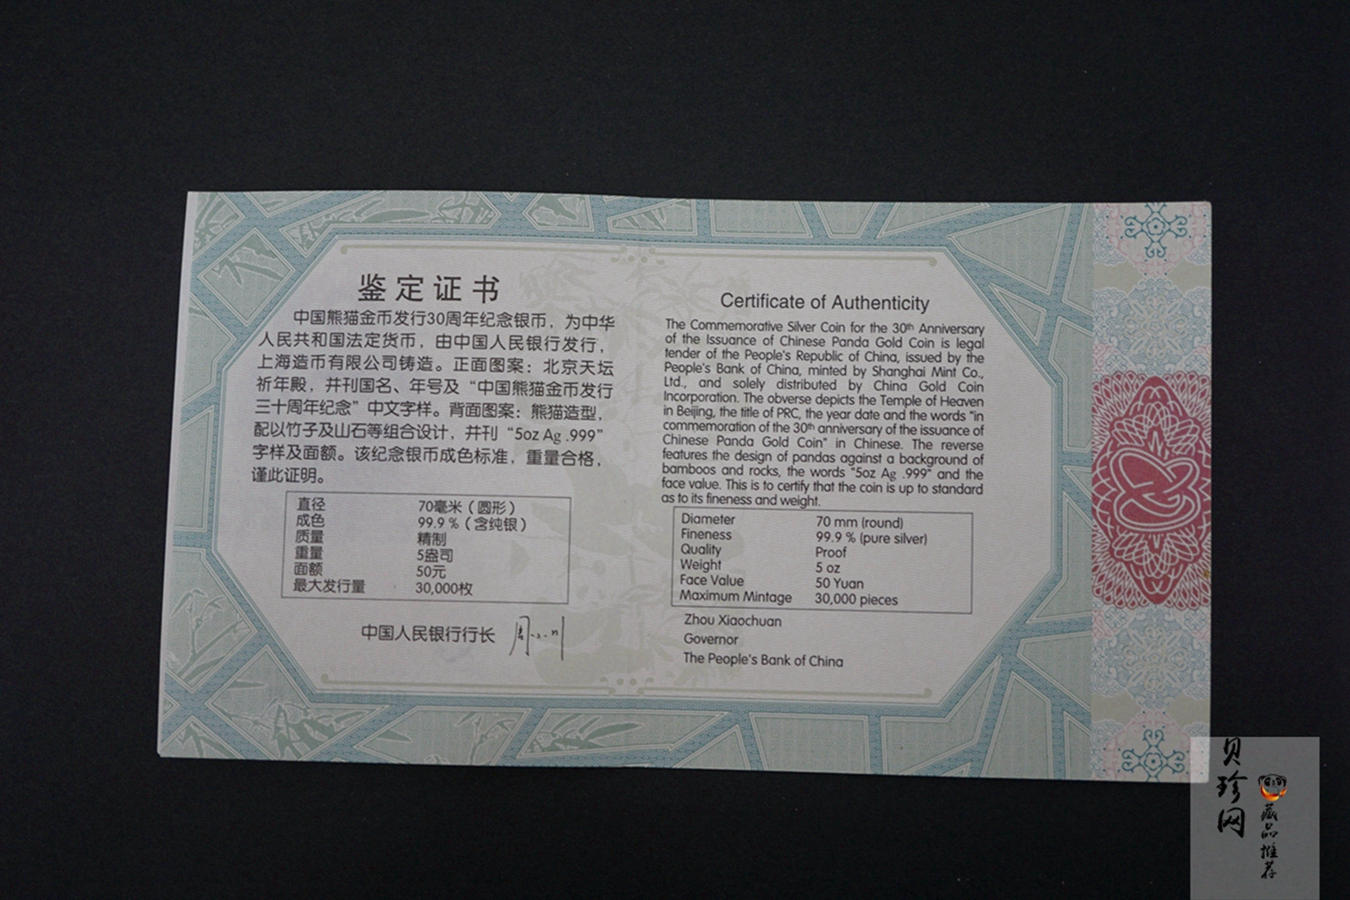 鉴定证书
中国熊猫金币发行30周年纪念银币，为中华
人民共和国法定货币，由中国人民银行发行，
上海造币有限公司铸造。正面图案：北京天坛
祈年殿，并刊国名、年号及“中国熊猫金币发行
三十周年纪念”中文字样。背面图案：熊猫造型，
配以竹子及山石等组合设计，并刊“5oz Ag .999”
字样及面额。该纪念银币成色标准，重量合格，
谨此证明。
直径 70毫米（圆形）
成色 99.9％（含纯银）
质量 精制
重量 5盎司
面额 50元
最大发行量 30,000枚
中国人民银行行长
Certificate of Authenticity
The Commemorative Silver Coin for the 30th Anniversary
of the Issuance of Chinese Panda Gold Coin is legal
tender of the People's Republic of China, issued by the
People's Bank of China, minted by Shanghai Mint Co.,
Ltd., and solely distributed by China Gold Coin
Incorporation. The obverse depicts the Temple of Heaven
in Beijing, the title of PRC, the year date and the words "in
commemoration of the 30th anniversary of the issuance of
Chinese Panda Gold Coin" in Chinese. The reverse
features the design of pandas against a background of
bamboos and rocks, the words "5oz Ag .999" and the
face value. This is to certify that the coin is up to standard
as to its fineness and weight.
Diameter 70 mm (round)
Fineness 99.9 % (pure silver)
Quality Proof
Weight 5 oz
Face Value 50 Yuan
Maximum Mintage 30,000 pieces
Zhou Xiaochuan
Governor
The People's Bank of China
贝珍网
藏品推荐